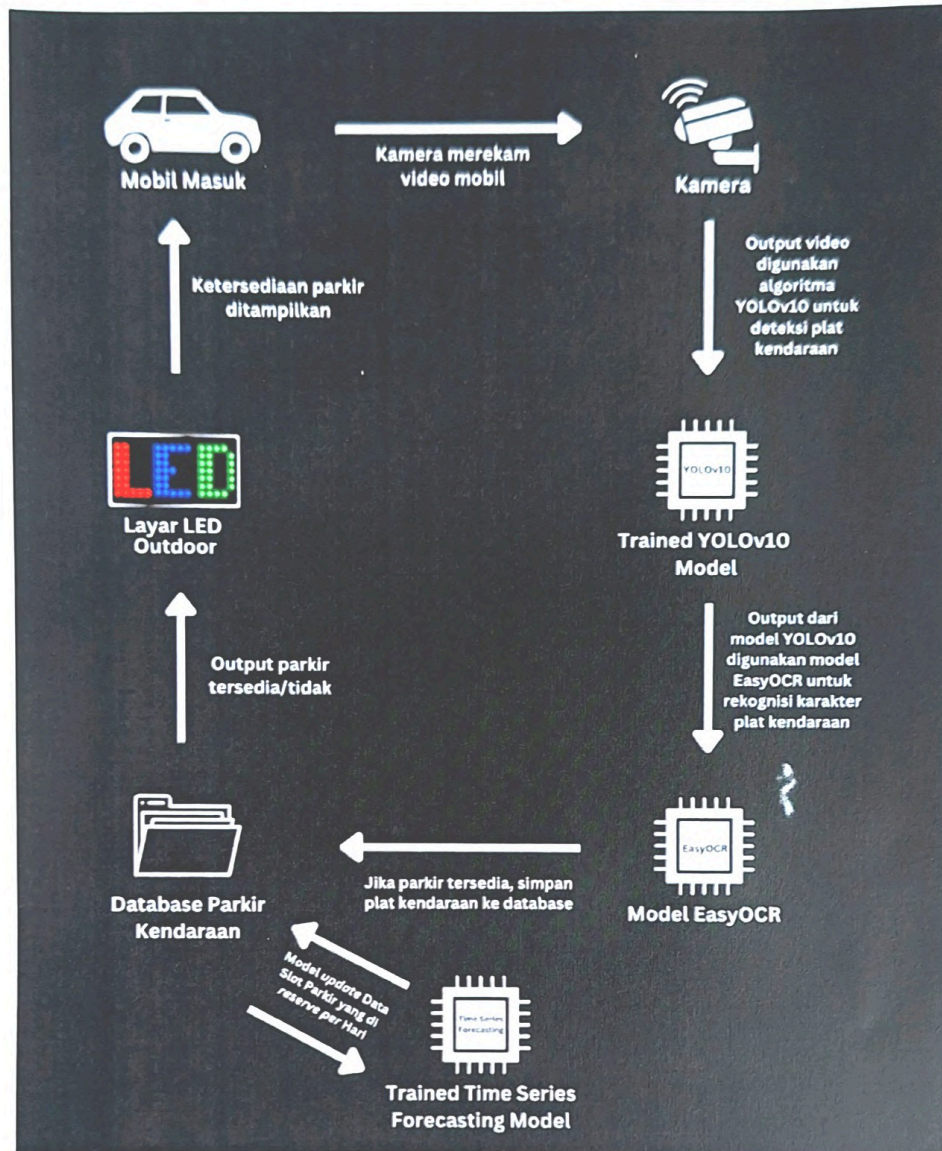 Mobil Masuk
Kamera merekam
video mobil
Kamera
Output video
digunakan
algoritma
YOLOv10 untuk
deteksi plat
kendaraan
YOLOv10
Trained YOLOv10
Model
Output dari
model YOLOv10
digunakan model
EasyOCR untuk
rekognisi karakter
plat kendaraan
EasyOCR
Model EasyOCR
Jika parkir tersedia, simpan
plat kendaraan ke database
Database Parkir
Kendaraan
Model update Data
Slot Parkir yang di
reserve per Hari
Time Series
Forecasting
Trained Time Series
Forecasting Model
Output parkir
tersedia/tidak
LED
Layar LED
Outdoor
Ketersediaan parkir
ditampilkan